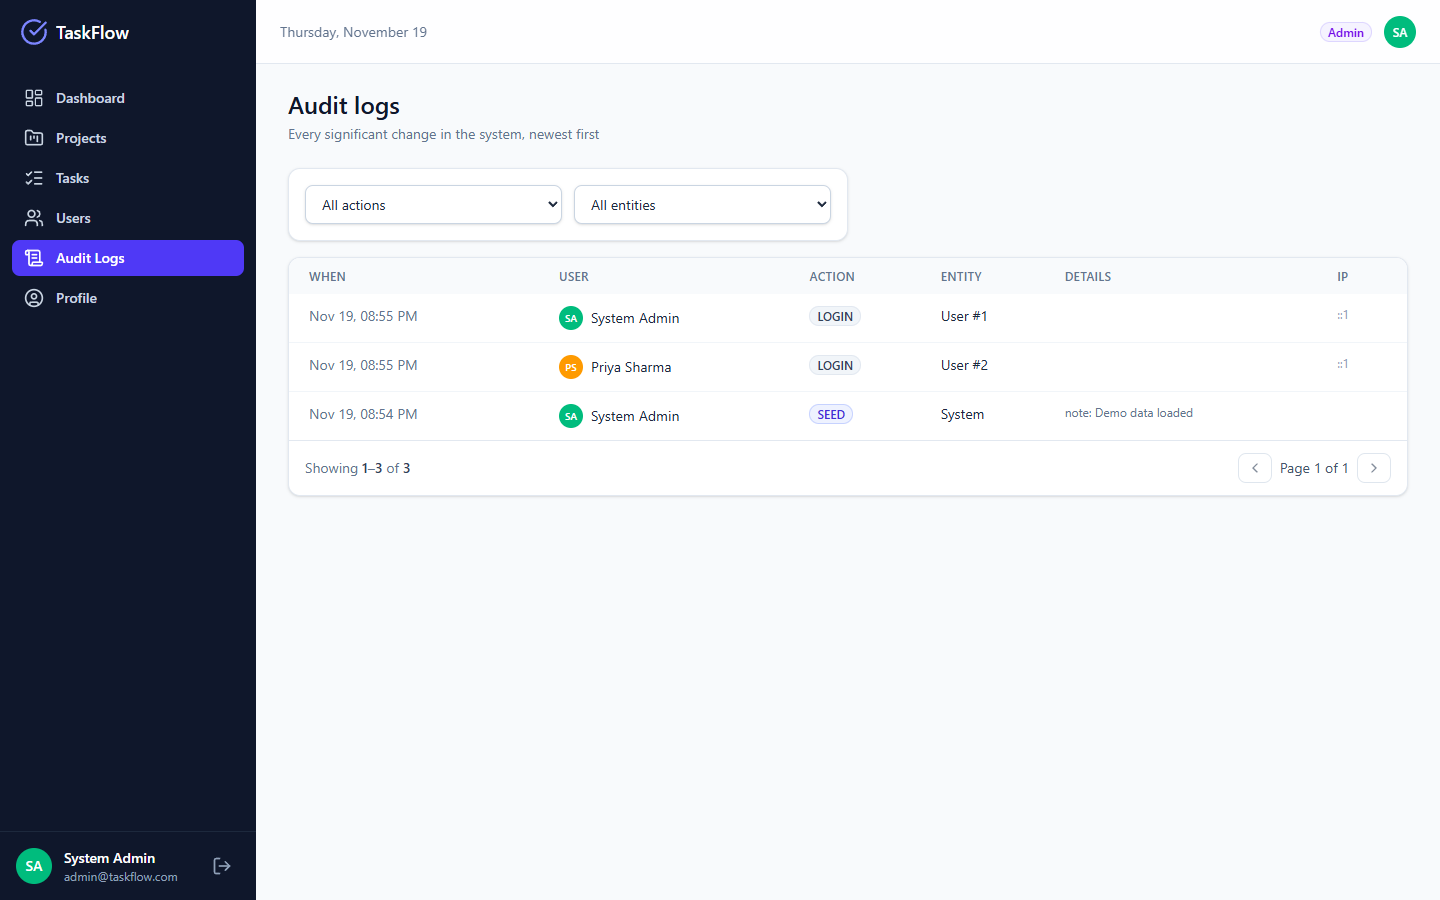 TaskFlow
Dashboard
Projects
Tasks
Users
Audit Logs
Profile
SA
System Admin
admin@taskflow.com
Thursday, November 19
Admin
SA
Audit logs
Every significant change in the system, newest first
All actions
All entities
WHEN USER ACTION ENTITY DETAILS IP
Nov 19, 08:55 PM SA System Admin LOGIN User #1 ::1
Nov 19, 08:55 PM PS Priya Sharma LOGIN User #2 ::1
Nov 19, 08:54 PM SA System Admin SEED System note: Demo data loaded
Showing 1–3 of 3
Page 1 of 1